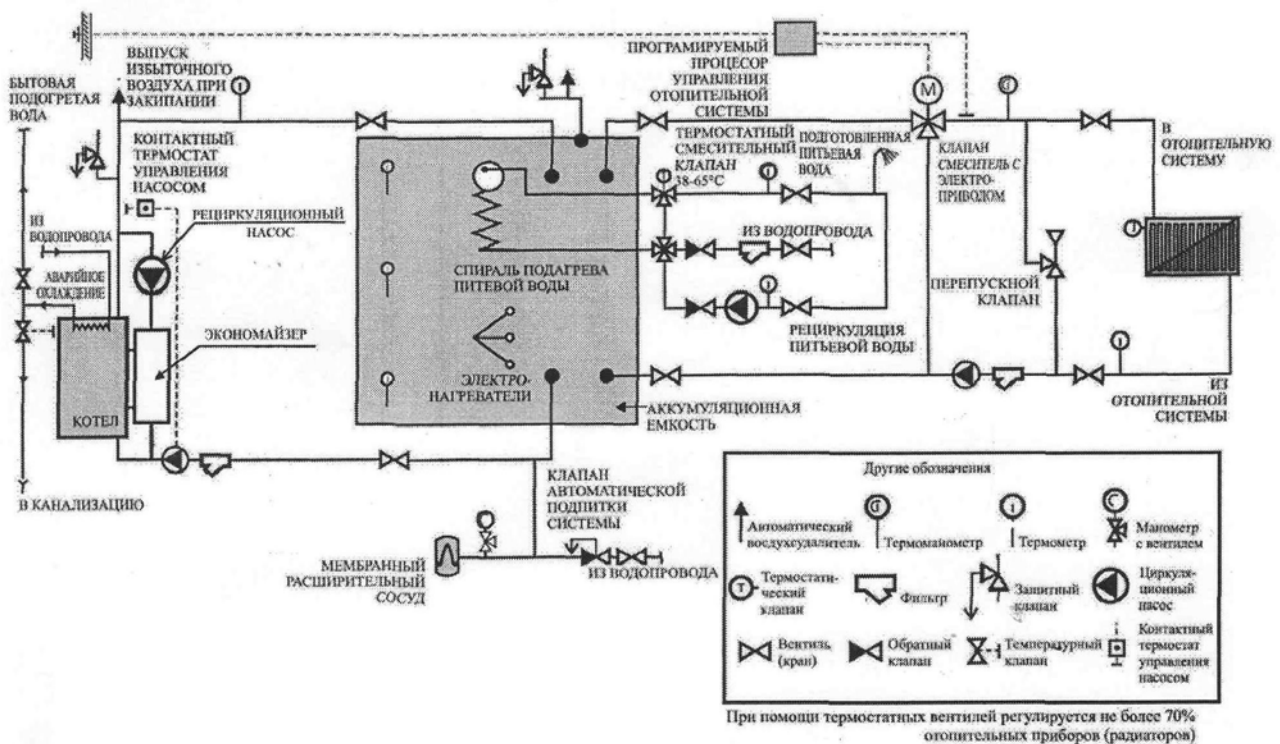 БЫТОВАЯ
ПОДОГРЕТАЯ
ВОДА
ВЫПУСК
ИЗБЫТОЧНОГО
ВОЗДУХА ПРИ
ЗАКИПАНИИ
КОНТАКТНЫЙ
ТЕРМОСТАТ
УПРАВЛЕНИЯ
НАСОСОМ
ИЗ
ВОДОПРОВОДА
РЕЦИРКУЛЯЦИОННЫЙ
НАСОС
АВАРИЙНОЕ
ОХЛАЖДЕНИЕ
ЭКОНОМАЙЗЕР
КОТЕЛ
В КАНАЛИЗАЦИЮ
ПРОГРАМИРУЕМЫЙ
ПРОЦЕСОР
УПРАВЛЕНИЯ
ОТОПИТЕЛЬНОЙ
СИСТЕМЫ
М
ТЕРМОСТАТНЫЙ
СМЕСИТЕЛЬНЫЙ
КЛАПАН
38-65°C
ПОДГОТОВЛЕННАЯ
ПИТЬЕВАЯ
ВОДА
КЛАПАН
СМЕСИТЕЛЬ С
ЭЛЕКТРО-
ПРИВОДОМ
В
ОТОПИТЕЛЬНУЮ
СИСТЕМУ
ИЗ ВОДОПРОВОДА
СПИРАЛЬ ПОДАГРЕВА
ПИТЕВОЙ ВОДЫ
ПЕРЕПУСКНОЙ
КЛАПАН
РЕЦИРКУЛЯЦИЯ
ПИТЬЕВОЙ ВОДЫ
ЭЛЕКТРО-
НАГРЕВАТЕЛИ
АККУМУЛЯЦИОННАЯ
ЕМКОСТЬ
ИЗ
ОТОПИТЕЛЬНОЙ
СИСТЕМЫ
КЛАПАН
АВТОМАТИЧЕСКОЙ
ПОДПИТКИ
СИСТЕМЫ
МЕМБРАННЫЙ
РАСШИРИТЕЛЬНЫЙ
СОСУД
ИЗ ВОДОПРОВОДА
Другие обозначения
Автоматический
восдухсудалитель
Термоманометр
Термометр
Манометр
с вентилем
Т
Термостати-
ческий
клапан
Фильтр
Защитный
клапан
Циркуля-
ционный
насос
Вентиль
(кран)
Обратный
клапан
Температурный
клапан
Контактный
термостат
управления
насосом
При помощи термостатных вентилей регулируется не более 70%
отопительных приборов (радиаторов)